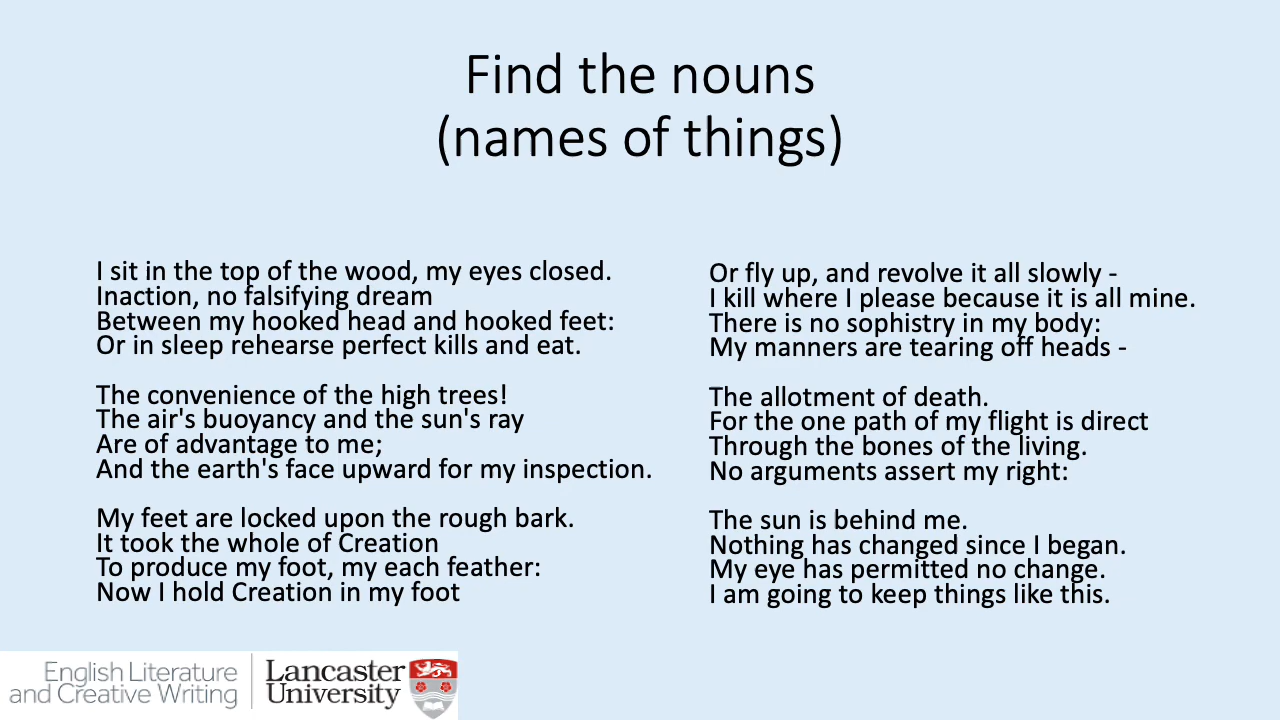 Find the nouns
(names of things)
I sit in the top of the wood, my eyes closed.
Inaction, no falsifying dream
Between my hooked head and hooked feet:
Or in sleep rehearse perfect kills and eat.
The convenience of the high trees!
The air's buoyancy and the sun's ray
Are of advantage to me;
And the earth's face upward for my inspection.
My feet are locked upon the rough bark.
It took the whole of Creation
To produce my foot, my each feather:
Now I hold Creation in my foot
Or fly up, and revolve it all slowly -
I kill where I please because it is all mine.
There is no sophistry in my body:
My manners are tearing off heads -
The allotment of death.
For the one path of my flight is direct
Through the bones of the living.
No arguments assert my right:
The sun is behind me.
Nothing has changed since I began.
My eye has permitted no change.
I am going to keep things like this.
English Literature
and Creative Writing
Lancaster
University